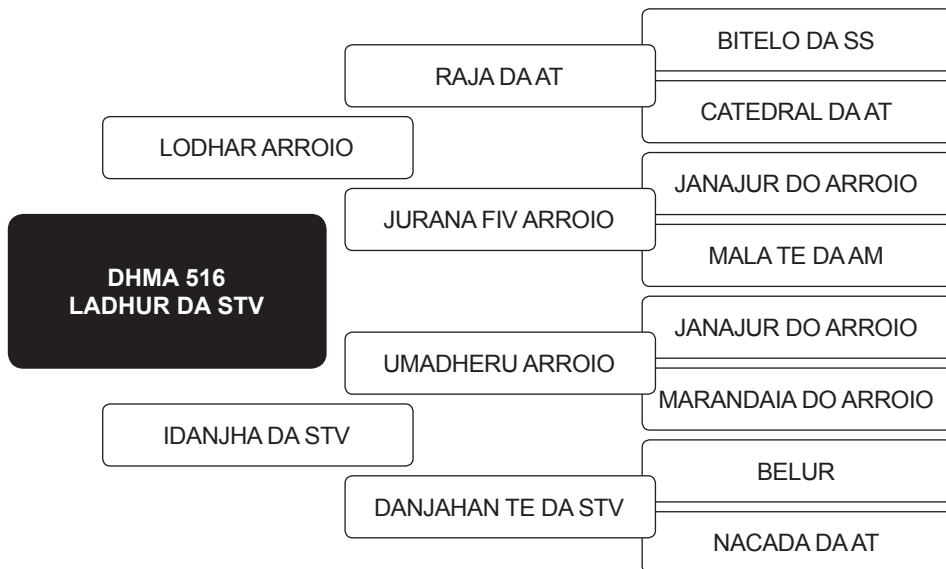 BITELO DA SS
RAJA DA AT
CATEDRAL DA AT
LODHAR ARROIO
JANAJUR DO ARROIO
JURANA FIV ARROIO
MALA TE DA AM
DHMA 516
LADHUR DA STV
JANAJUR DO ARROIO
UMADHERU ARROIO
MARANDAIA DO ARROIO
IDANJHA DA STV
BELUR
DANJAHAN TE DA STV
NACADA DA AT